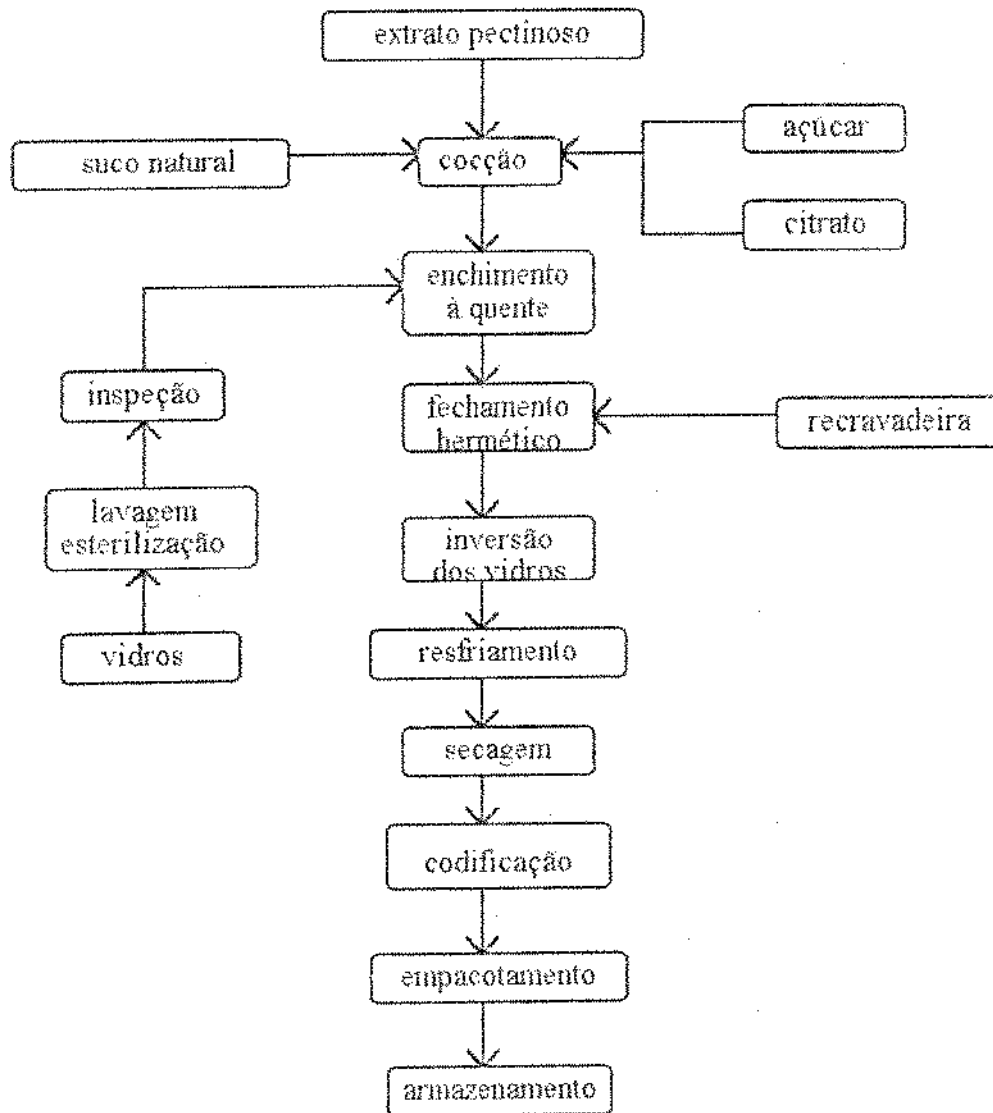 extrato pectinoso
açúcar
suco natural
cocção
citrato
enchimento
à quente
inspeção
fechamento
hermético
recravadeira
lavagem
esterilização
inversão
dos vidros
vidros
resfriamento
secagem
codificação
empacotamento
armazenamento